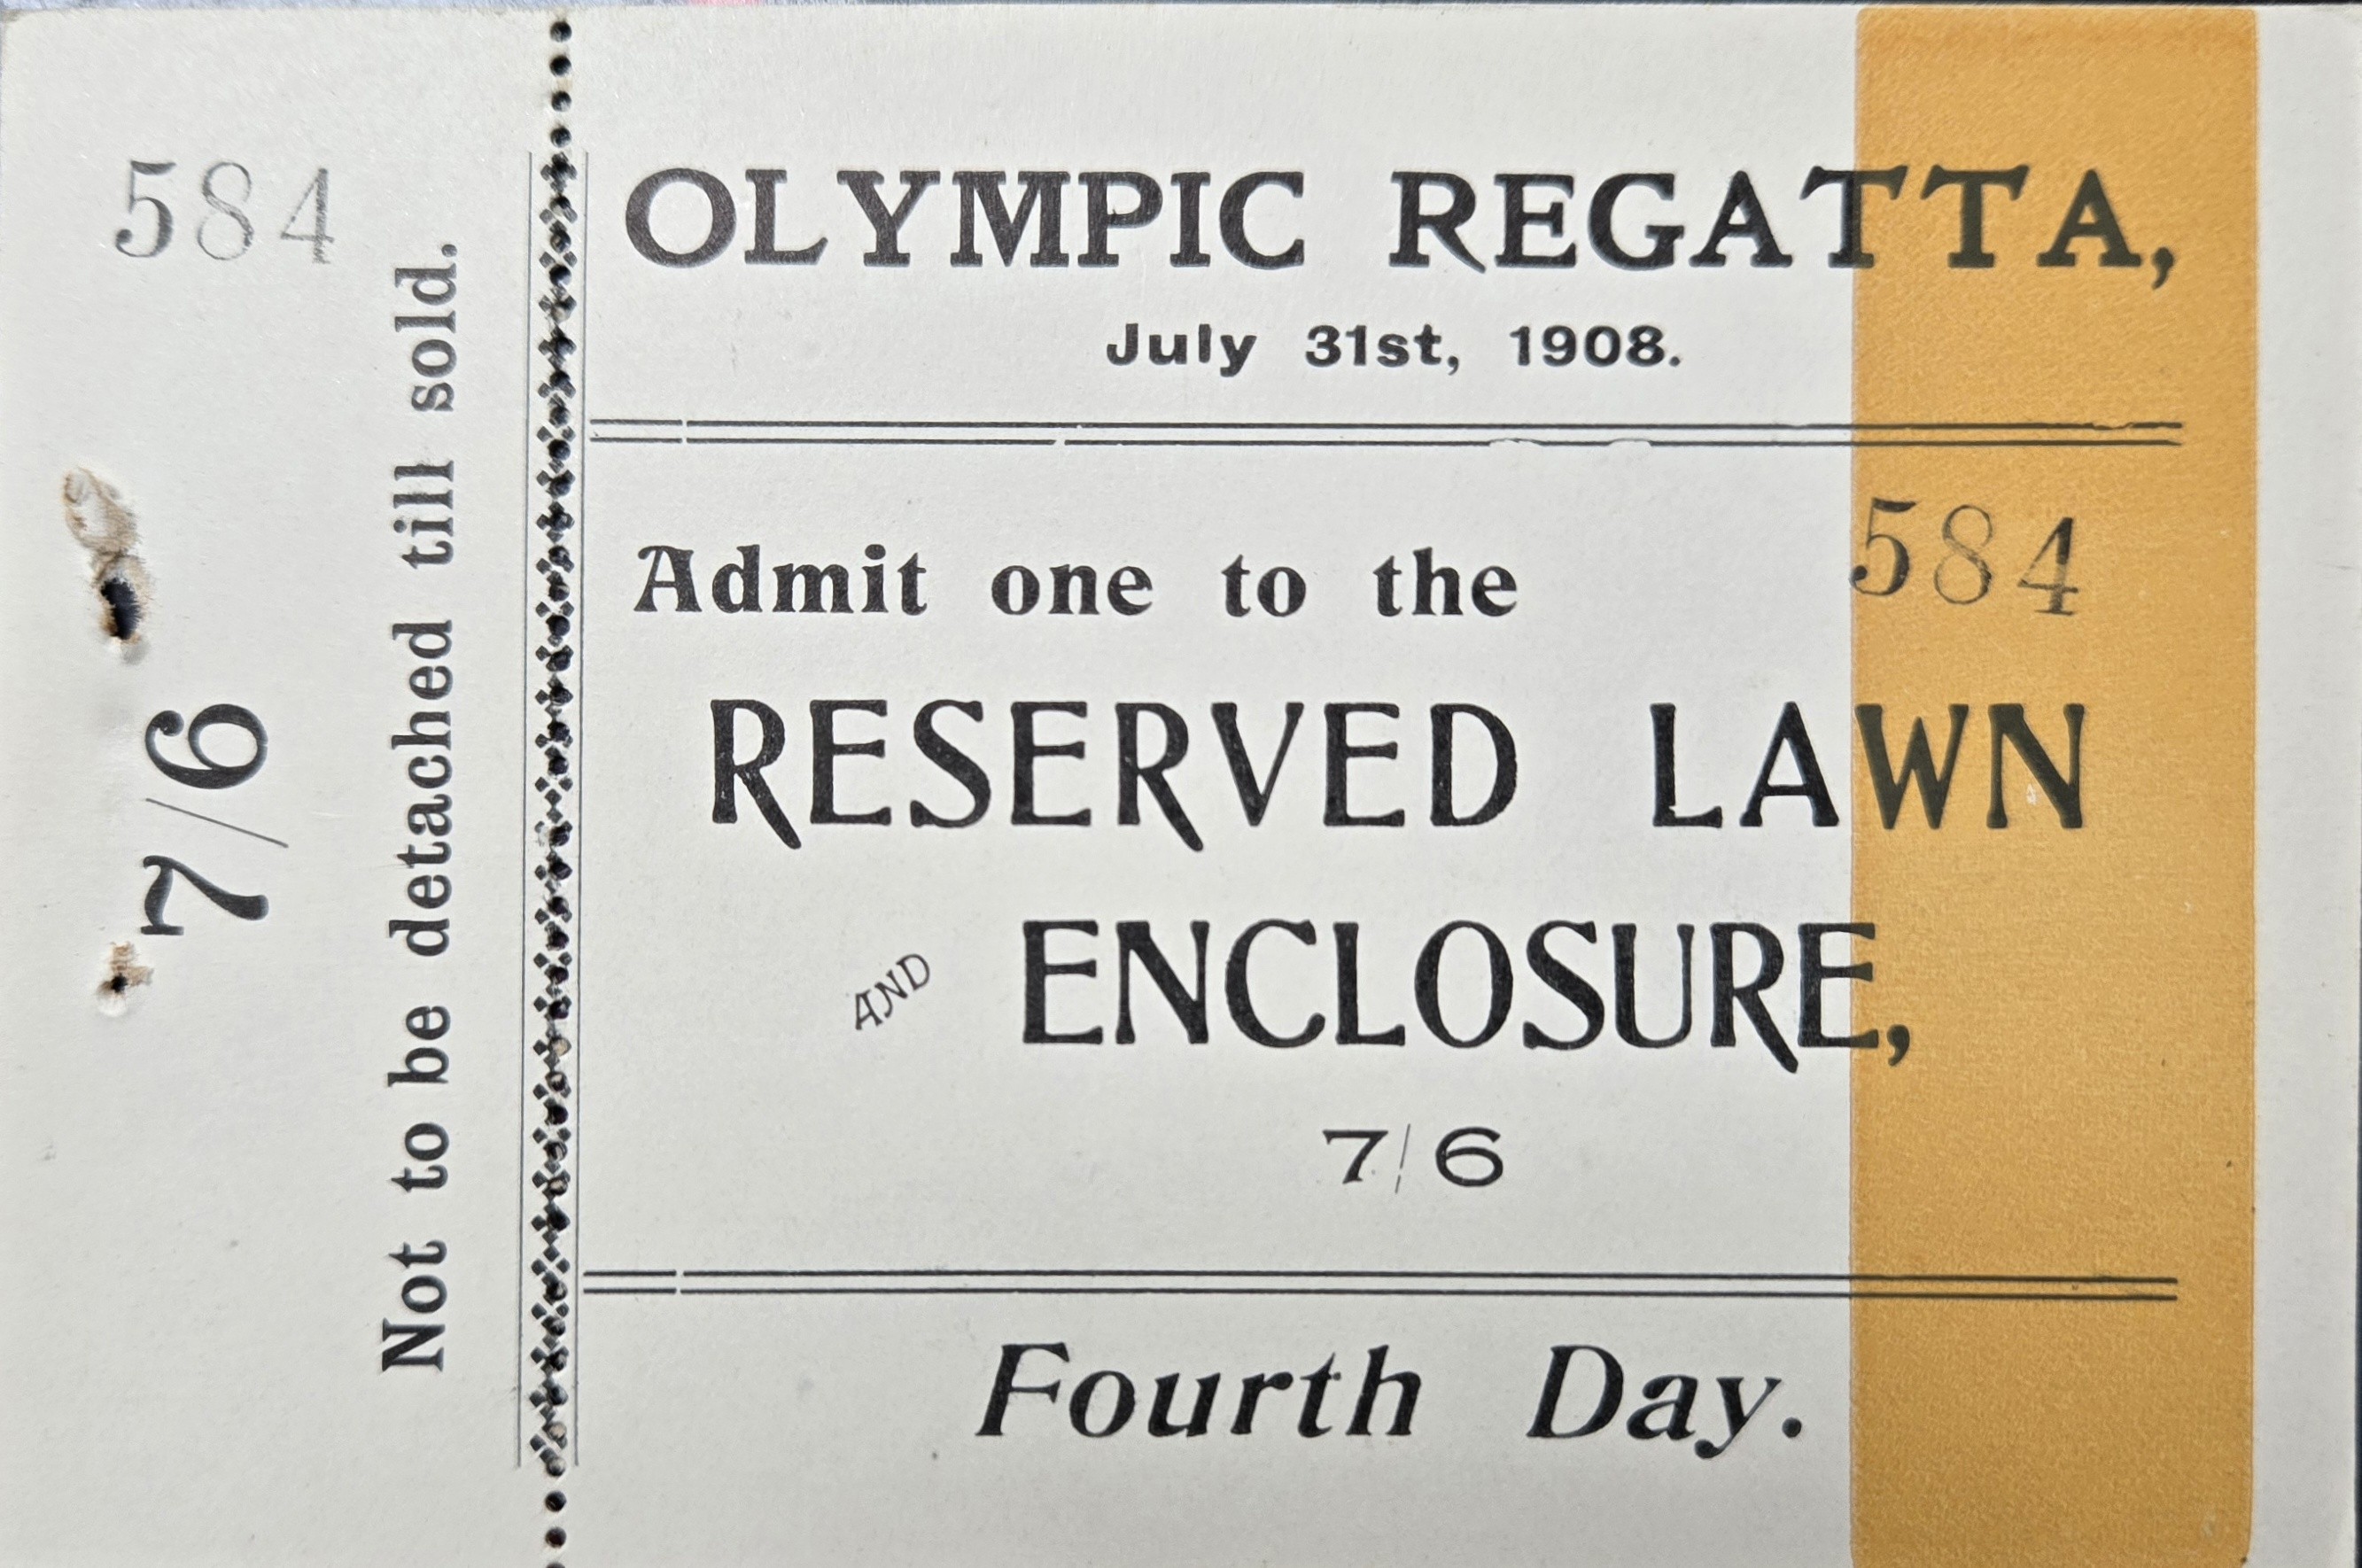 584
7/6
Not to be detached till sold.
OLYMPIC REGATTA,
July 31st, 1908.
Admit one to the
584
RESERVED LAWN
AND ENCLOSURE,
7/6
Fourth Day.